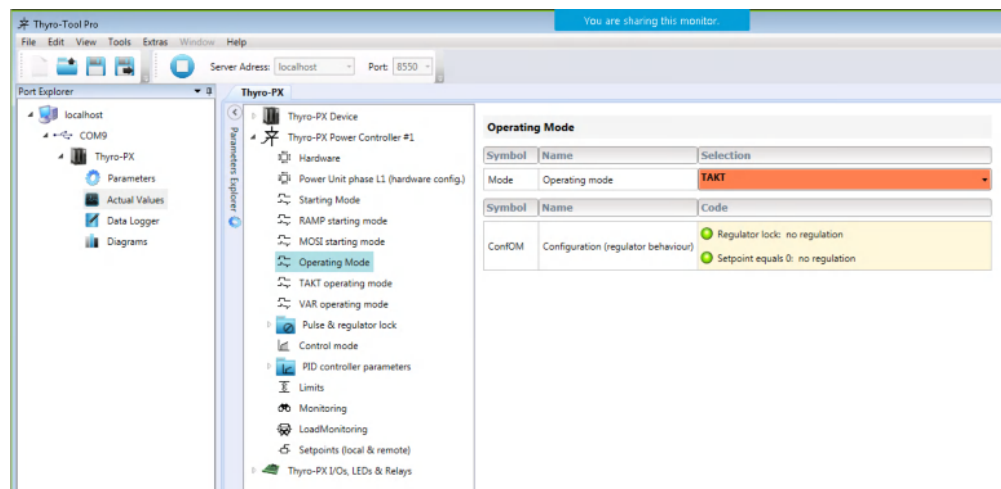 You are sharing this monitor.
Thyro-Tool Pro
File Edit View Tools Extras Window Help
Server Adress: localhost Port: 8550
Port Explorer
localhost
COM9
Thyro-PX
Parameters
Actual Values
Data Logger
Diagrams
Thyro-PX
Parameters Explorer
Thyro-PX Device
Thyro-PX Power Controller #1
Hardware
Power Unit phase L1 (hardware config.)
Starting Mode
RAMP starting mode
MOSI starting mode
Operating Mode
TAKT operating mode
VAR operating mode
Pulse & regulator lock
Control mode
PID controller parameters
Limits
Monitoring
LoadMonitoring
Setpoints (local & remote)
Thyro-PX I/Os, LEDs & Relays
Operating Mode
Symbol Name Selection
Mode Operating mode TAKT
Symbol Name Code
ConfOM Configuration (regulator behaviour) Regulator lock: no regulation
Setpoint equals 0: no regulation